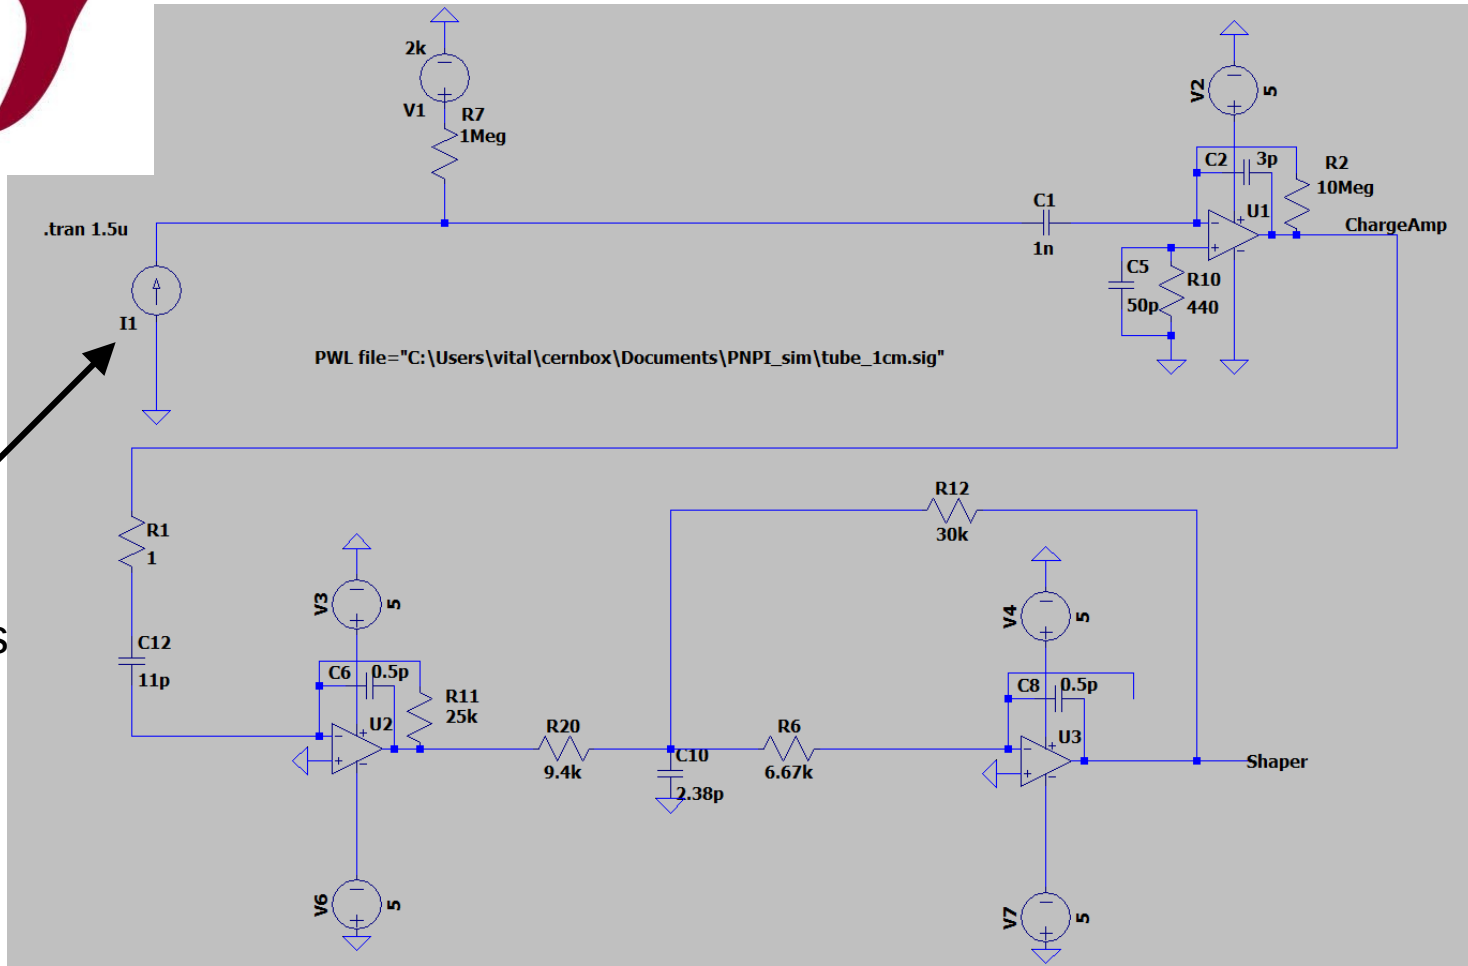 2k
V1
R7
1Meg
V2
5
C2
3p
R2
10Meg
U1
ChargeAmp
C1
1n
.tran 1.5u
C5
50p
R10
440
I1
PWL file="C:\Users\vital\cernbox\Documents\PNPI_sim\tube_1cm.sig"
R12
30k
R1
1
V3
5
V4
5
s
C12
11p
C6
0.5p
R11
25k
U2
C8
0.5p
U3
R20
9.4k
C10
2.38p
R6
6.67k
Shaper
V6
5
V7
5